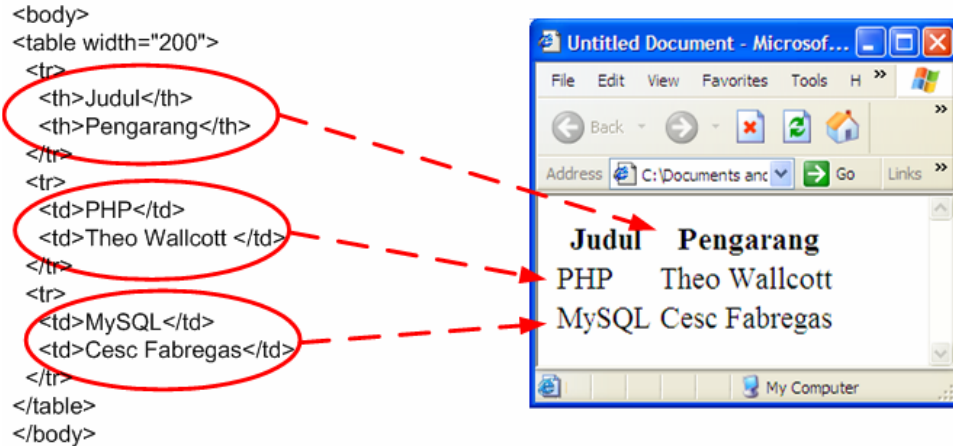 <body>
<table width="200">
<tr>
<th>Judul</th>
<th>Pengarang</th>
</tr>
<tr>
<td>PHP</td>
<td>Theo Wallcott </td>
</tr>
<tr>
<td>MySQL</td>
<td>Cesc Fabregas</td>
</tr>
</table>
</body>
Untitled Document - Microsof...
File Edit View Favorites Tools H »
Back »
Address C:\Documents anc Go Links »
Judul Pengarang
PHP Theo Wallcott
MySQL Cesc Fabregas
My Computer